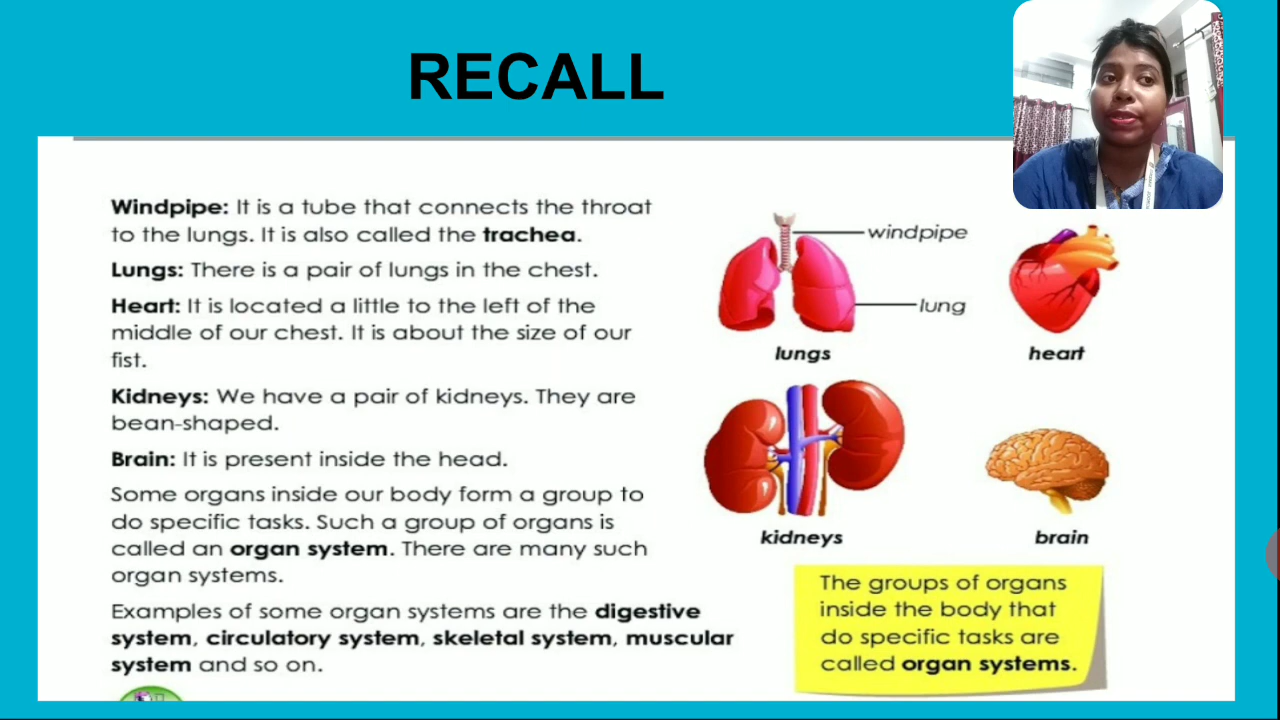 RECALL
Windpipe: It is a tube that connects the throat
to the lungs. It is also called the trachea.
Lungs: There is a pair of lungs in the chest.
Heart: It is located a little to the left of the
middle of our chest. It is about the size of our
fist.
Kidneys: We have a pair of kidneys. They are
bean-shaped.
Brain: It is present inside the head.
Some organs inside our body form a group to
do specific tasks. Such a group of organs is
called an organ system. There are many such
organ systems.
Examples of some organ systems are the digestive
system, circulatory system, skeletal system, muscular
system and so on.
windpipe
lung
lungs
heart
kidneys
brain
The groups of organs
inside the body that
do specific tasks are
called organ systems.